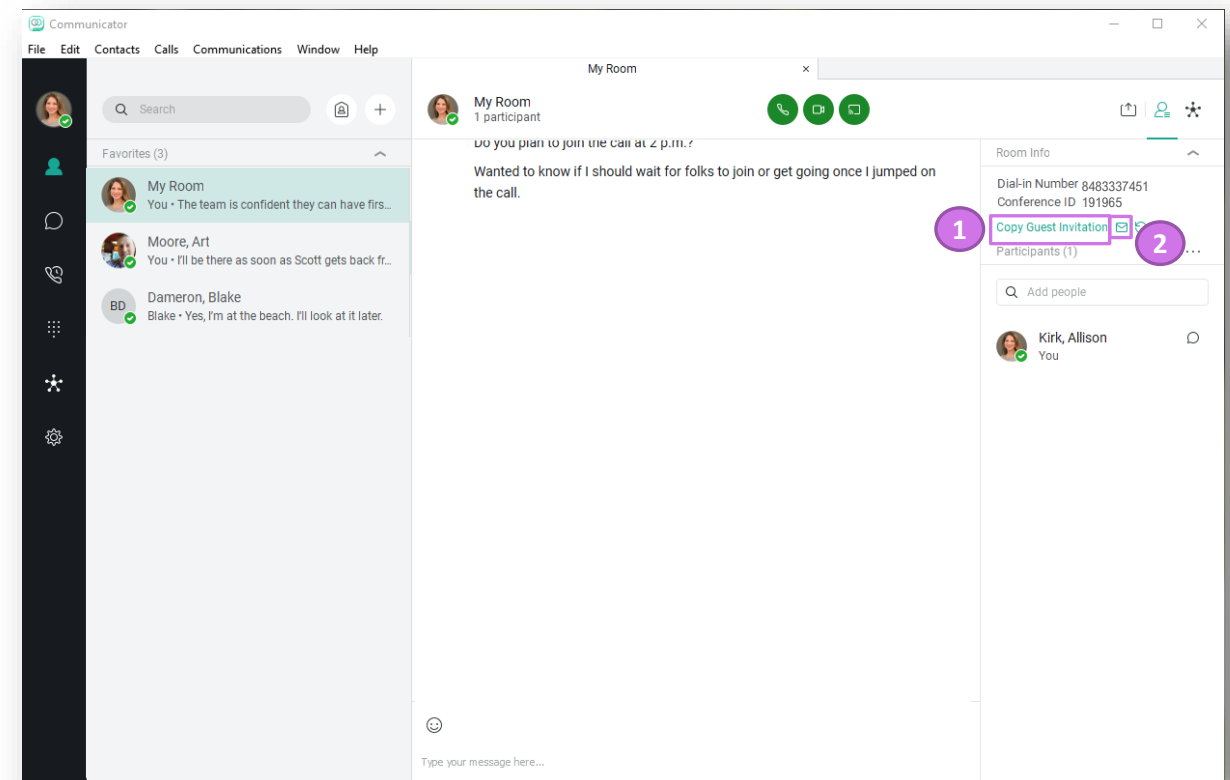 Communicator
File Edit Contacts Calls Communications Window Help
My Room ×
Search
My Room
1 participant
Favorites (3)
My Room
You • The team is confident they can have firs...
Moore, Art
You • I'll be there as soon as Scott gets back fr...
BD
Dameron, Blake
Blake • Yes, I'm at the beach. I'll look at it later.
Do you plan to join the call at 2 p.m.?
Wanted to know if I should wait for folks to join or get going once I jumped on
the call.
Type your message here...
Room Info
Dial-in Number 8483337451
Conference ID 191965
1
Copy Guest Invitation
2
Participants (1)
...
Add people
Kirk, Allison
You